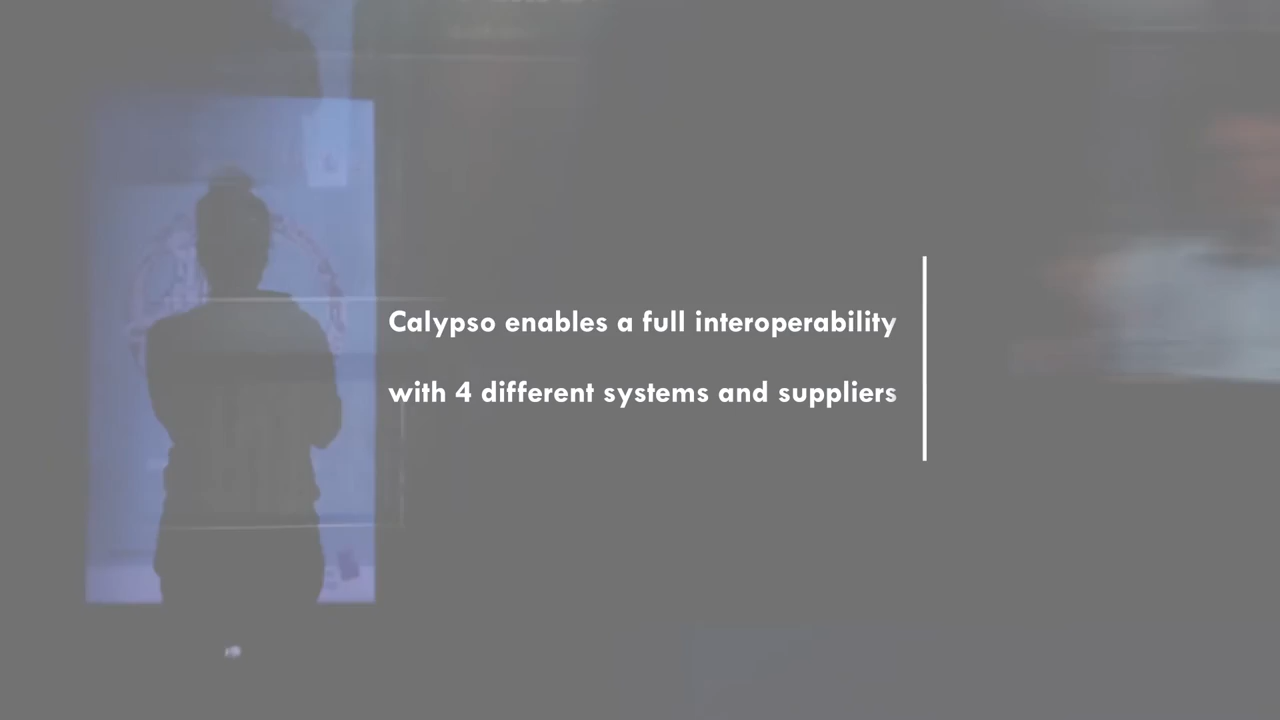 Calypso enables a full interoperability
with 4 different systems and suppliers